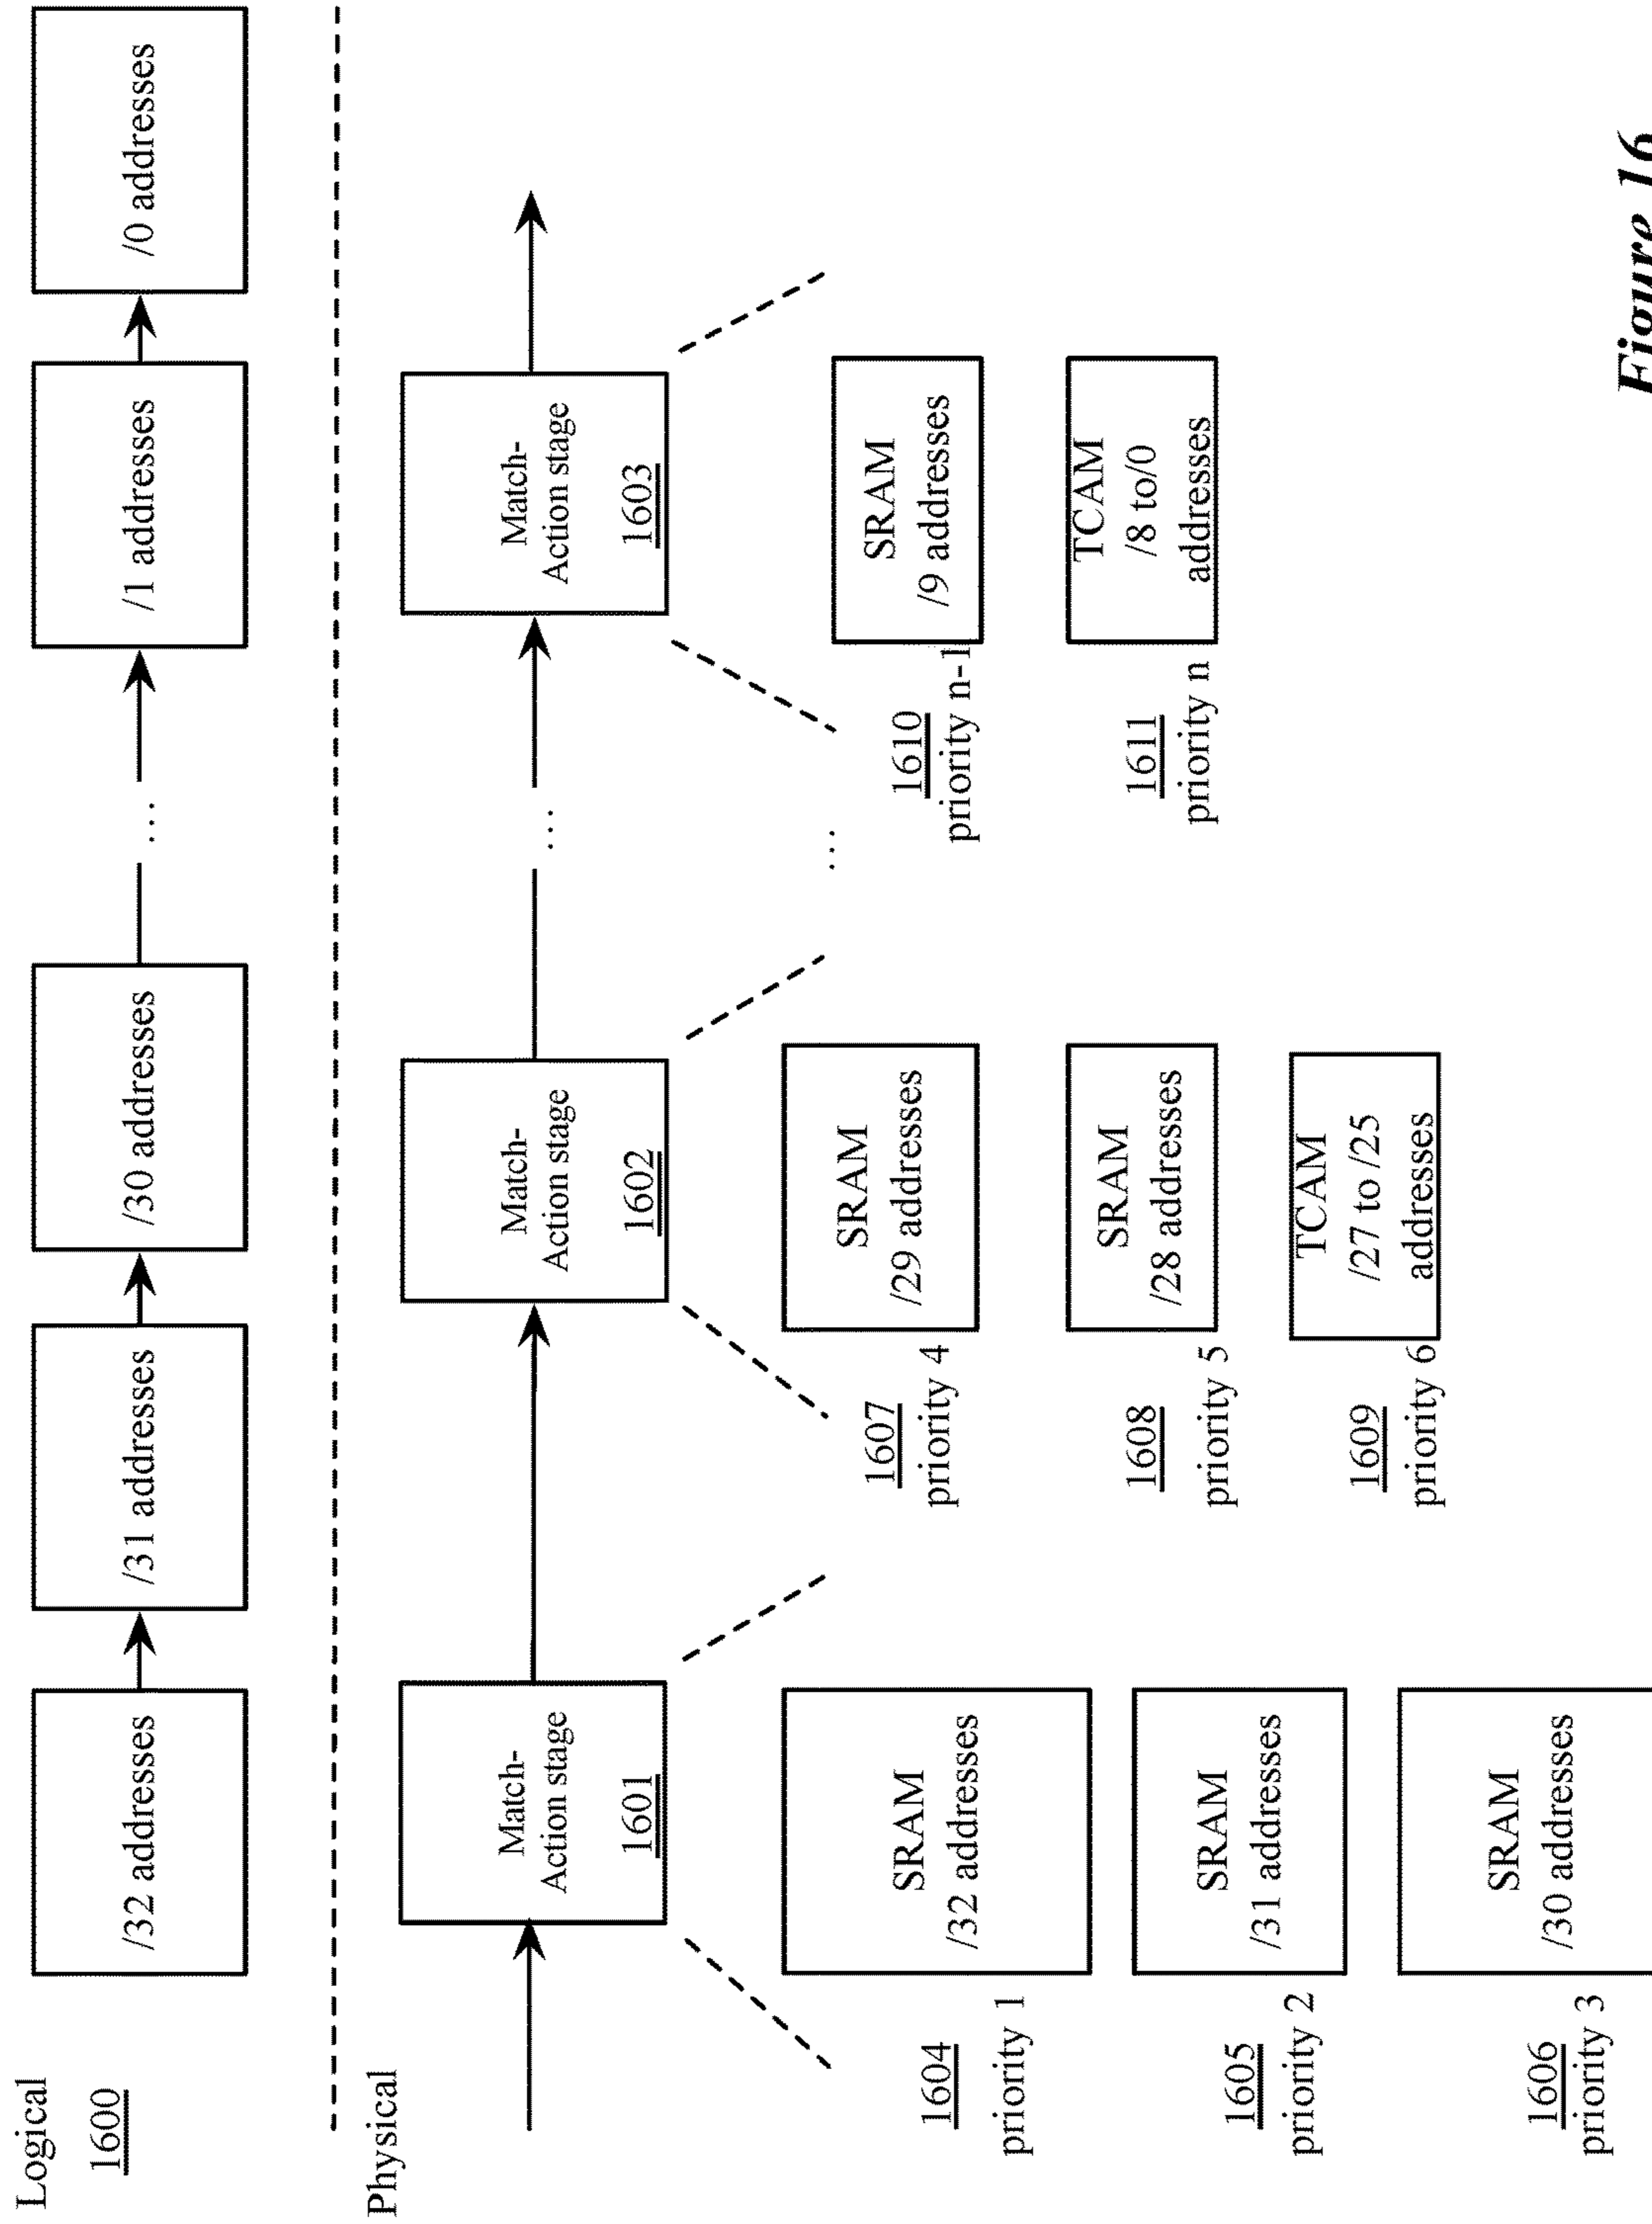 Logical
1600
/32 addresses
/31 addresses
/30 addresses
...
/1 addresses
/0 addresses
Physical
Match-
Action stage
1601
Match-
Action stage
1602
...
Match-
Action stage
1603
1604
priority 1
SRAM
/32 addresses
1605
priority 2
SRAM
/31 addresses
1606
priority 3
SRAM
/30 addresses
1607
priority 4
SRAM
/29 addresses
1608
priority 5
SRAM
/28 addresses
1609
priority 6
TCAM
/27 to /25
addresses
...
1610
priority n-1
SRAM
/9 addresses
1611
priority n
TCAM
/8 to/0
addresses
Figure 16